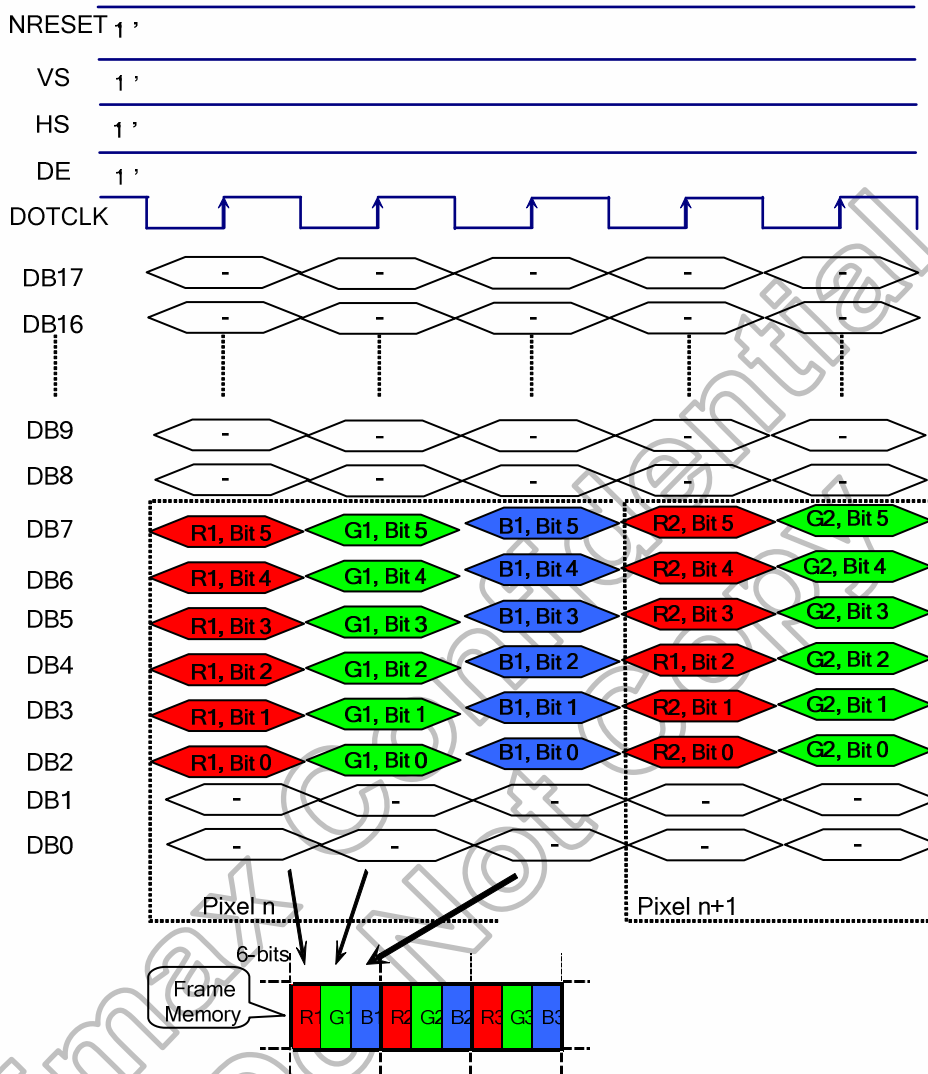 NRESET 1 '
VS 1 '
HS 1 '
DE 1 '
DOTCLK
DB17 - - - - -
DB16 - - - - -
DB9 - - - - -
DB8 - - - - -
DB7 R1, Bit 5 G1, Bit 5 B1, Bit 5 R2, Bit 5 G2, Bit 5
DB6 R1, Bit 4 G1, Bit 4 B1, Bit 4 R2, Bit 4 G2, Bit 4
DB5 R1, Bit 3 G1, Bit 3 B1, Bit 3 R2, Bit 3 G2, Bit 3
DB4 R1, Bit 2 G1, Bit 2 B1, Bit 2 R1, Bit 2 G2, Bit 2
DB3 R1, Bit 1 G1, Bit 1 B1, Bit 1 R2, Bit 1 G2, Bit 1
DB2 R1, Bit 0 G1, Bit 0 B1, Bit 0 R2, Bit 0 G2, Bit 0
DB1 - - - - -
DB0 - - - - -
Pixel n Pixel n+1
6-bits
Frame
Memory
R1 G1 B1 R2 G2 B2 R3 G3 B3
imax Confidential
Do Not Copy